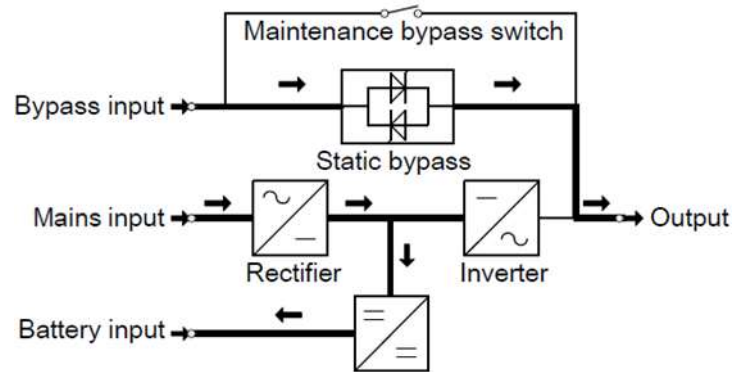 Maintenance bypass switch
Bypass input
Static bypass
Mains input
Output
Rectifier
Inverter
Battery input